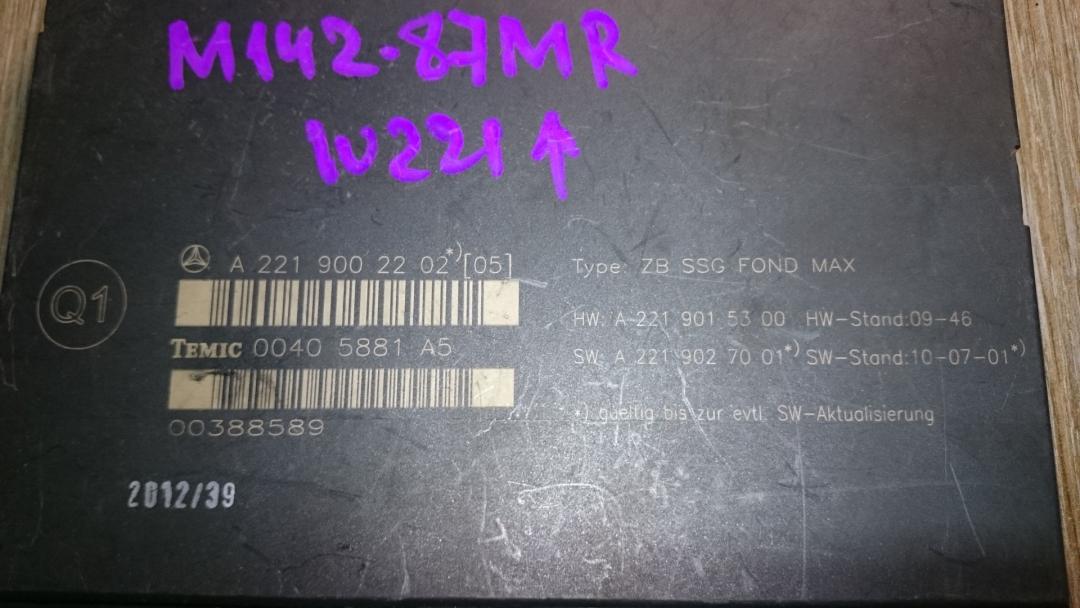 M142-87MR
W221↑
A 221 900 22 02*)[05]
Type: ZB SSG FOND MAX
Q1
HW: A 221 901 53 00 HW-Stand:09-46
TEMIC 0040 5881 A5
SW: A 221 902 70 01*) SW-Stand:10-07-01*)
*) gueltig bis zur evtl. SW-Aktualisierung
00388589
2012/39